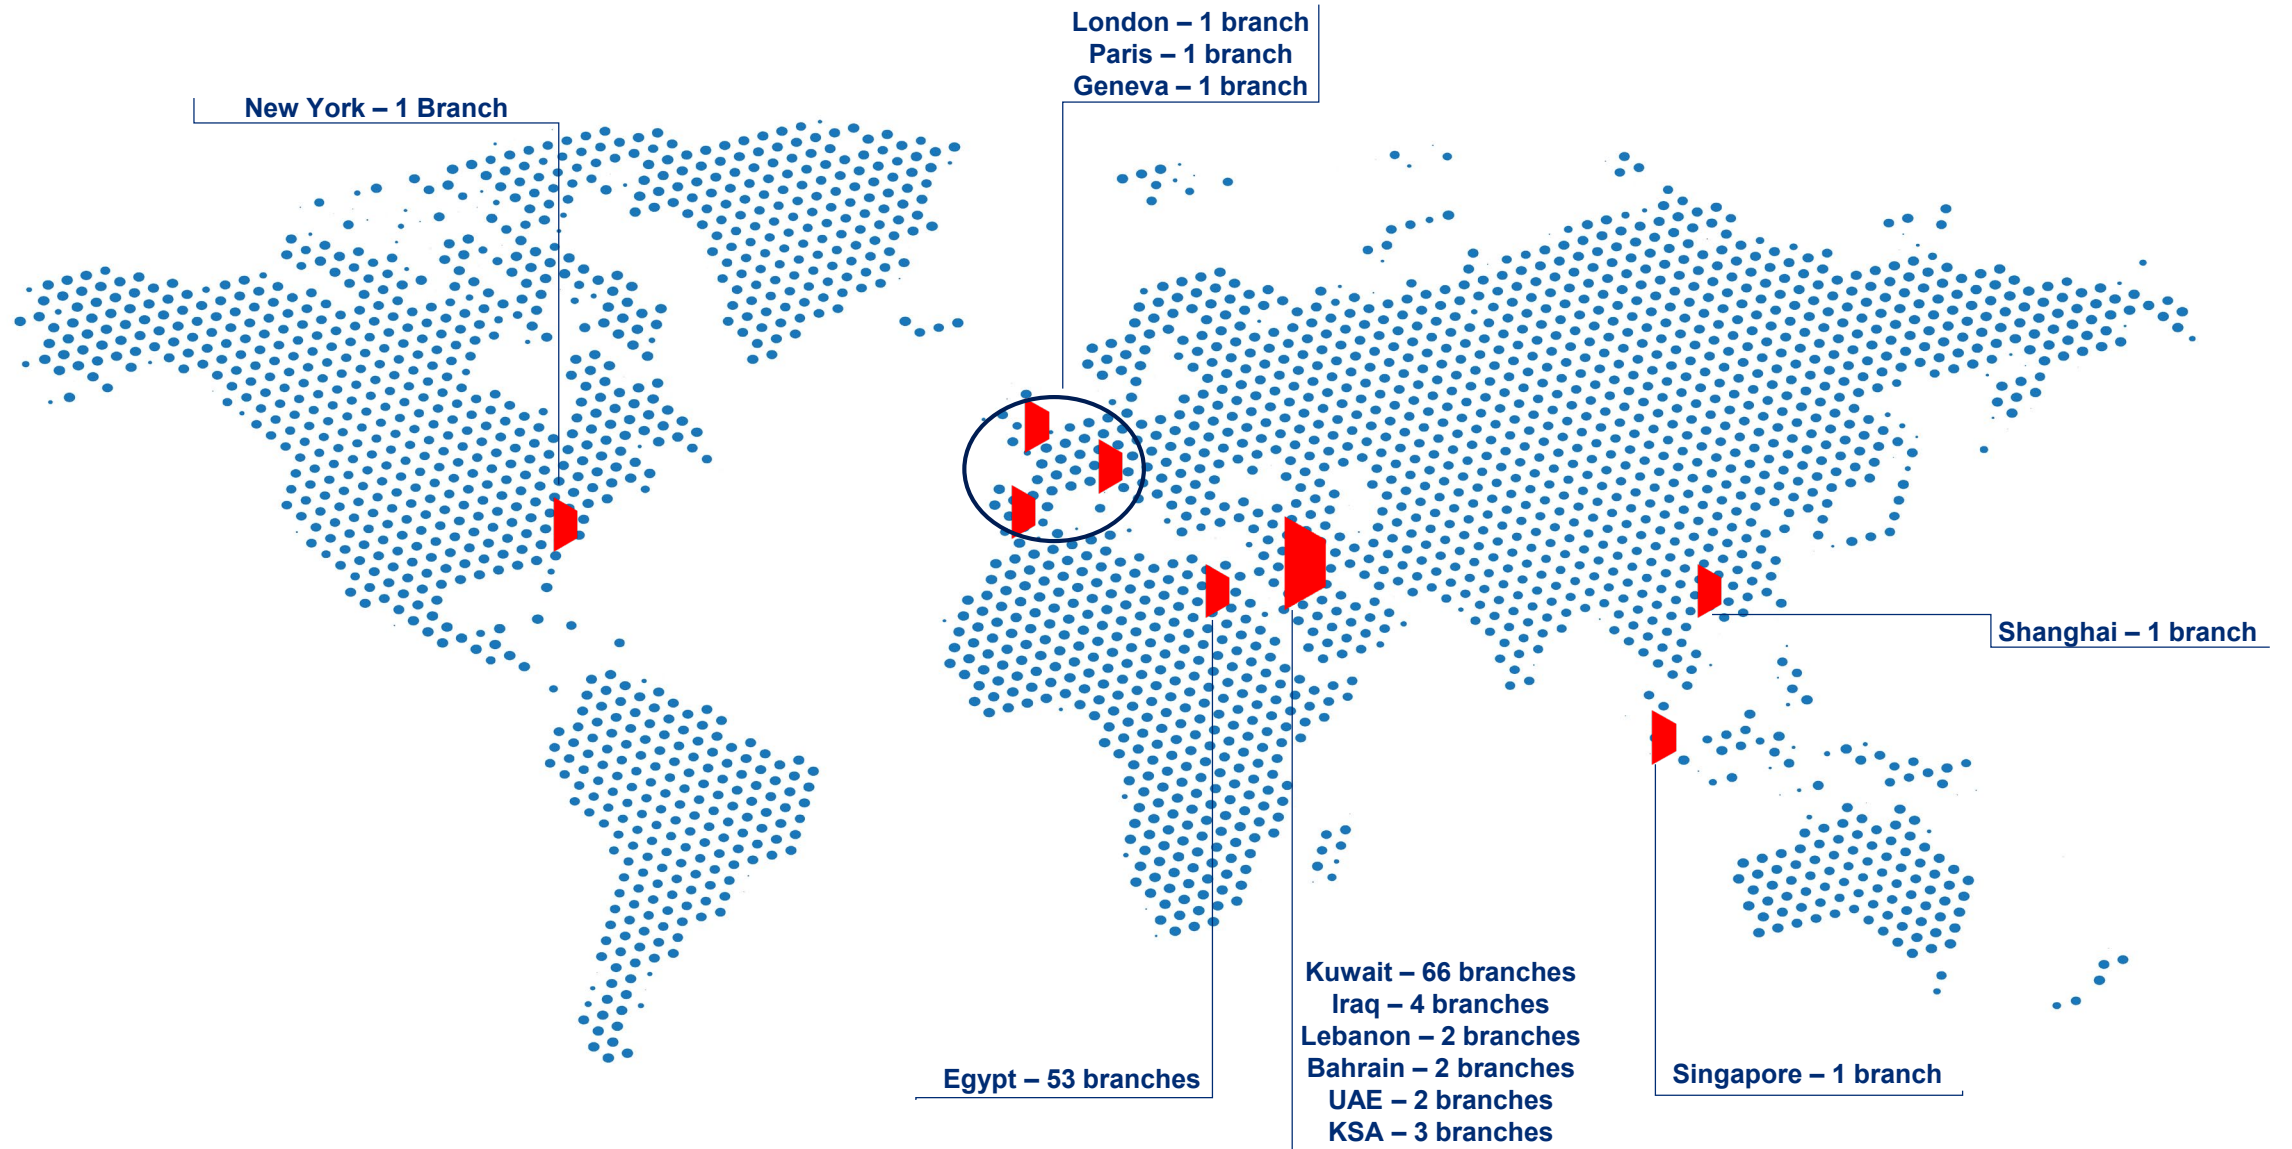 London – 1 branch
Paris – 1 branch
Geneva – 1 branch
New York – 1 Branch
Shanghai – 1 branch
Kuwait – 66 branches
Iraq – 4 branches
Lebanon – 2 branches
Bahrain – 2 branches
UAE – 2 branches
KSA – 3 branches
Egypt – 53 branches
Singapore – 1 branch